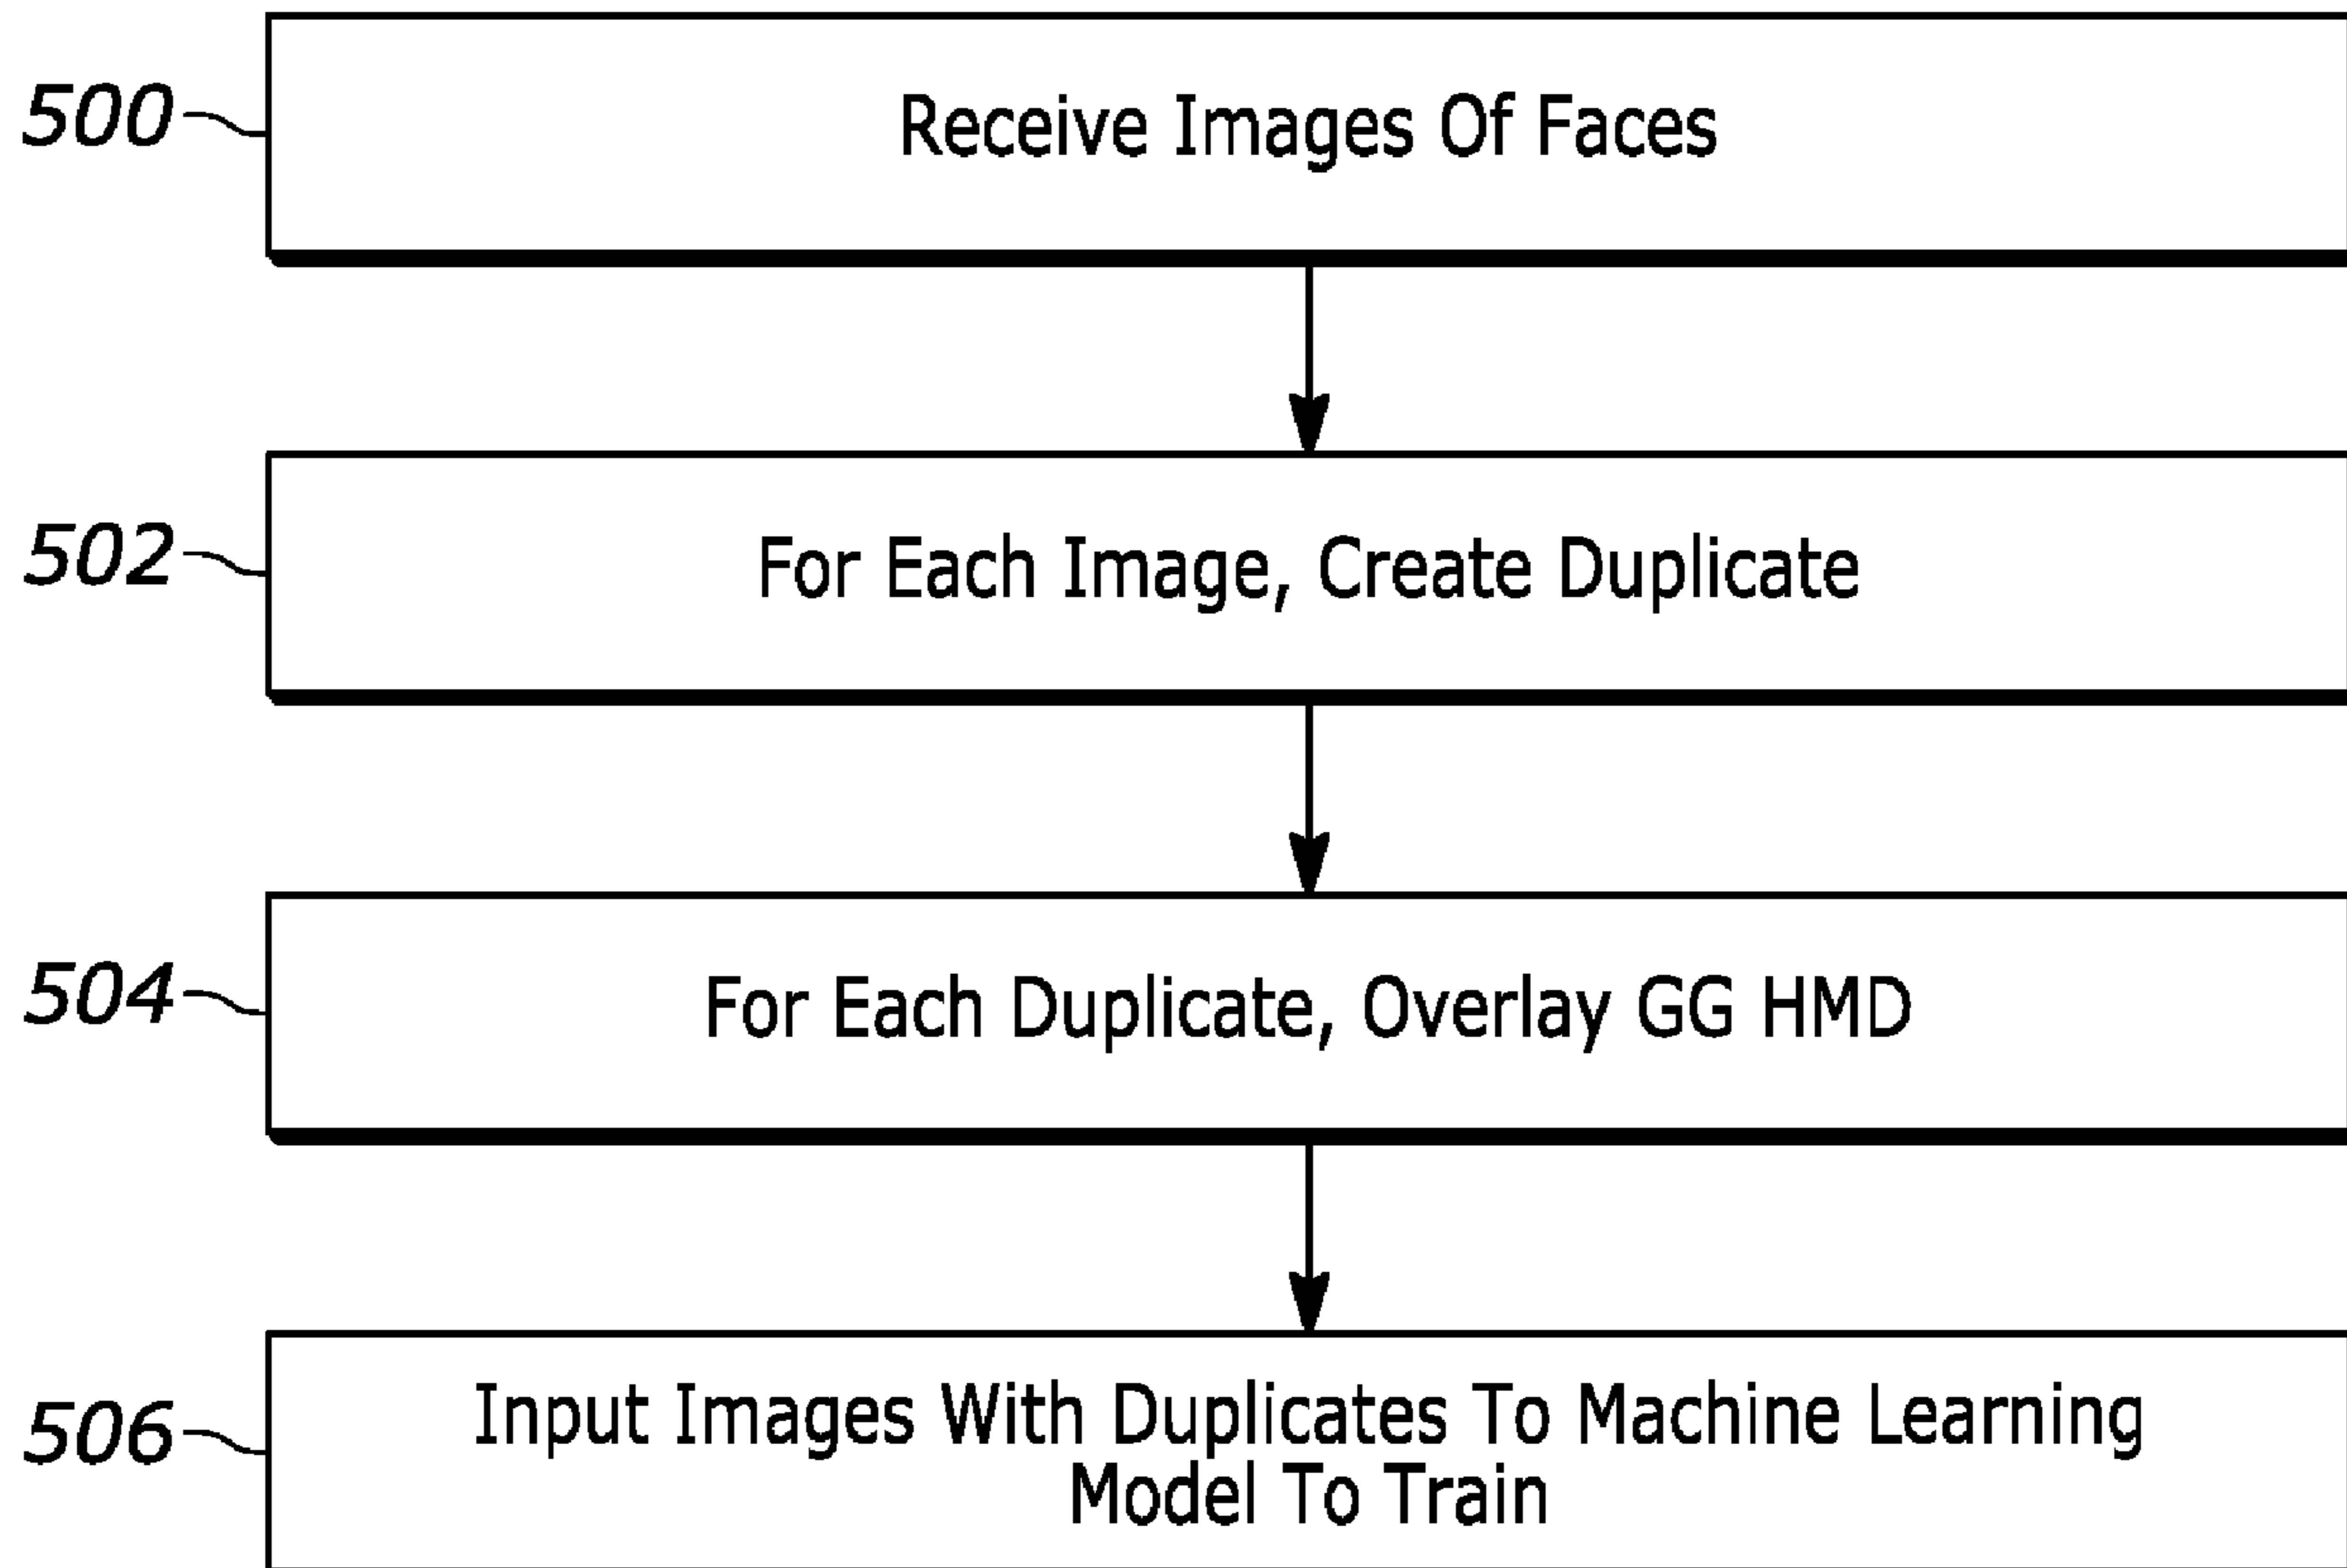 500
Receive Images Of Faces
502
For Each Image, Create Duplicate
504
For Each Duplicate, Overlay GG HMD
506
Input Images With Duplicates To Machine Learning
Model To Train